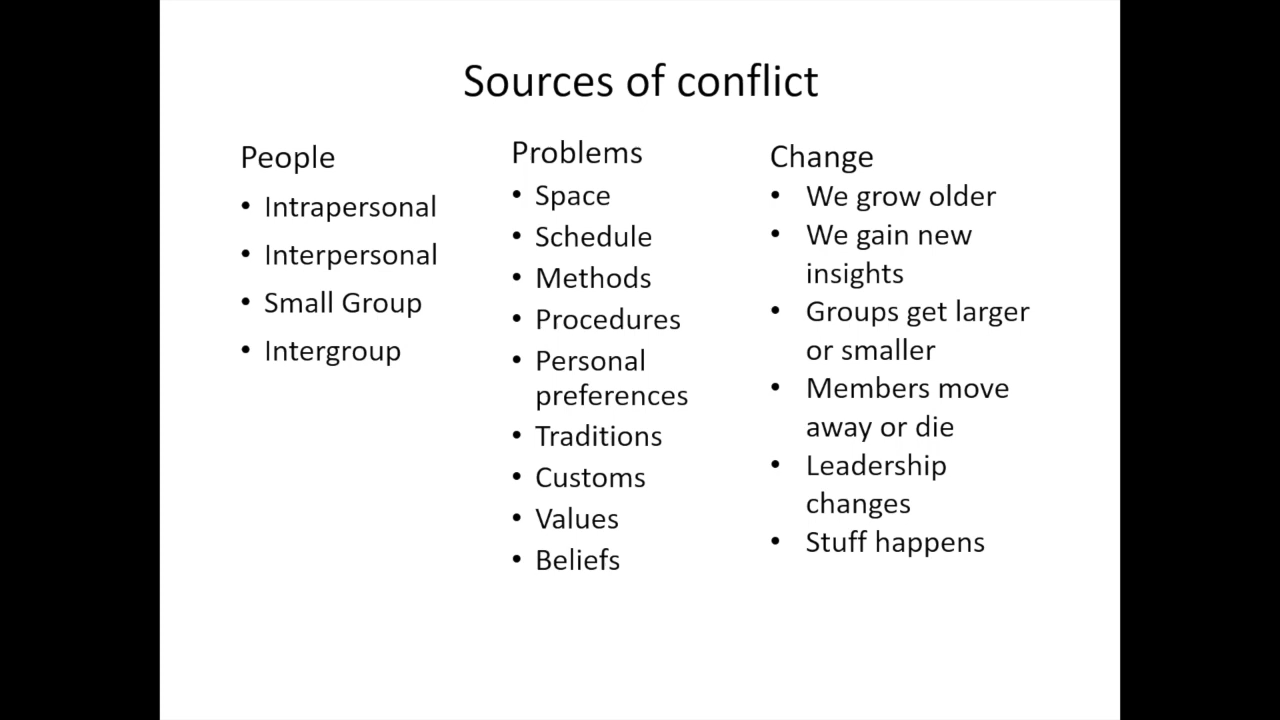 Sources of conflict
People
• Intrapersonal
• Interpersonal
• Small Group
• Intergroup
Problems
• Space
• Schedule
• Methods
• Procedures
• Personal
preferences
• Traditions
• Customs
• Values
• Beliefs
Change
• We grow older
• We gain new
insights
• Groups get larger
or smaller
• Members move
away or die
• Leadership
changes
• Stuff happens